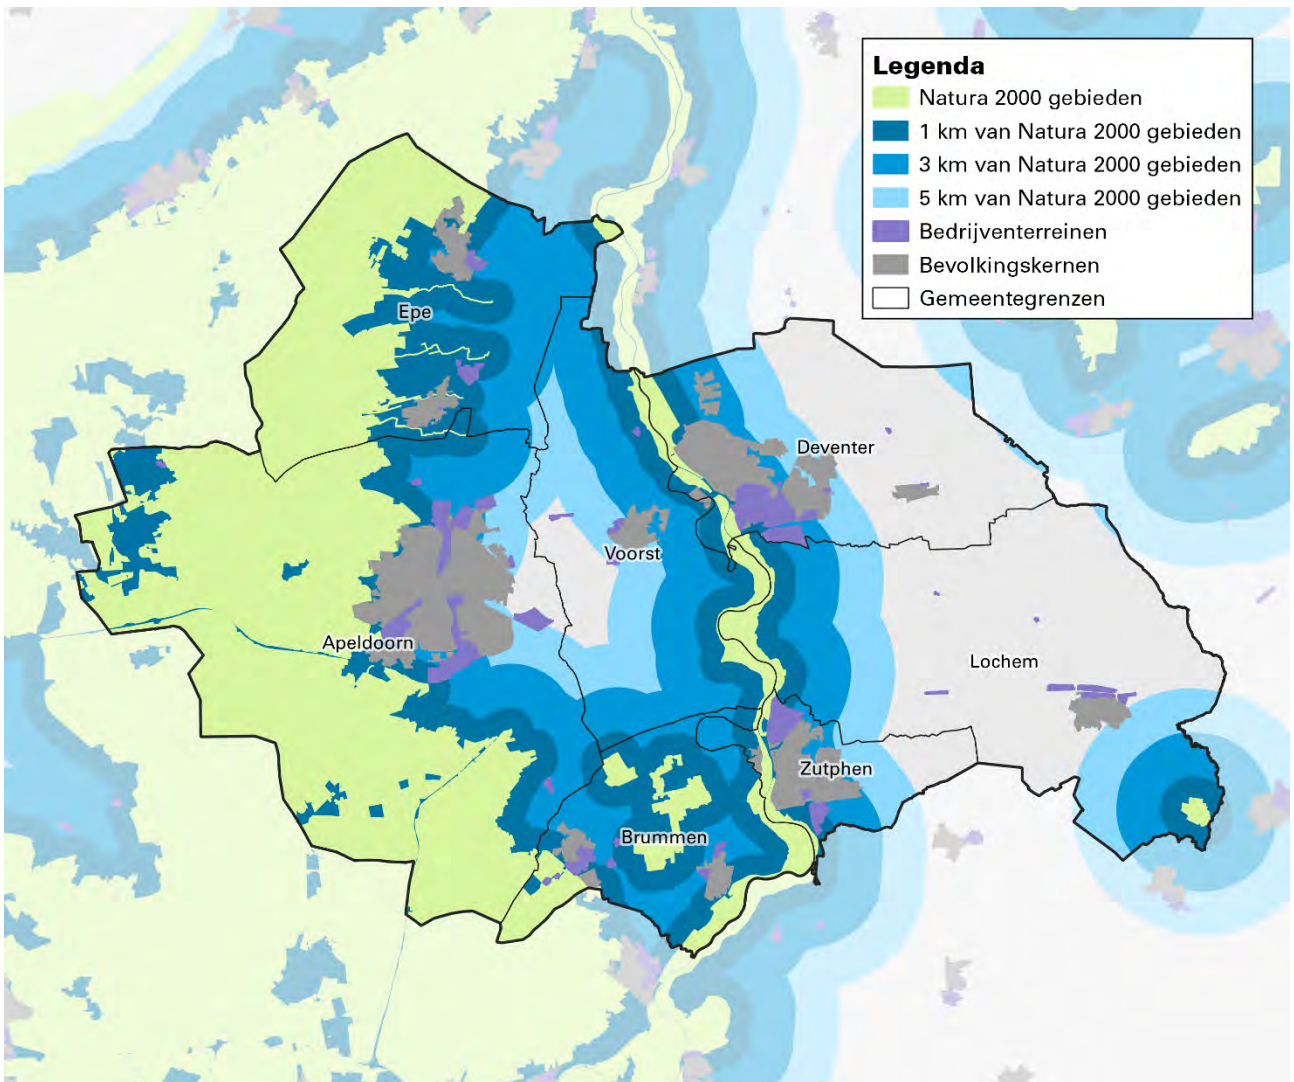 Legenda
Natura 2000 gebieden
1 km van Natura 2000 gebieden
3 km van Natura 2000 gebieden
5 km van Natura 2000 gebieden
Bedrijventerreinen
Bevolkingskernen
Gemeentegrenzen
Epe
Deventer
Voorst
Apeldoorn
Lochem
Zutphen
Brummen